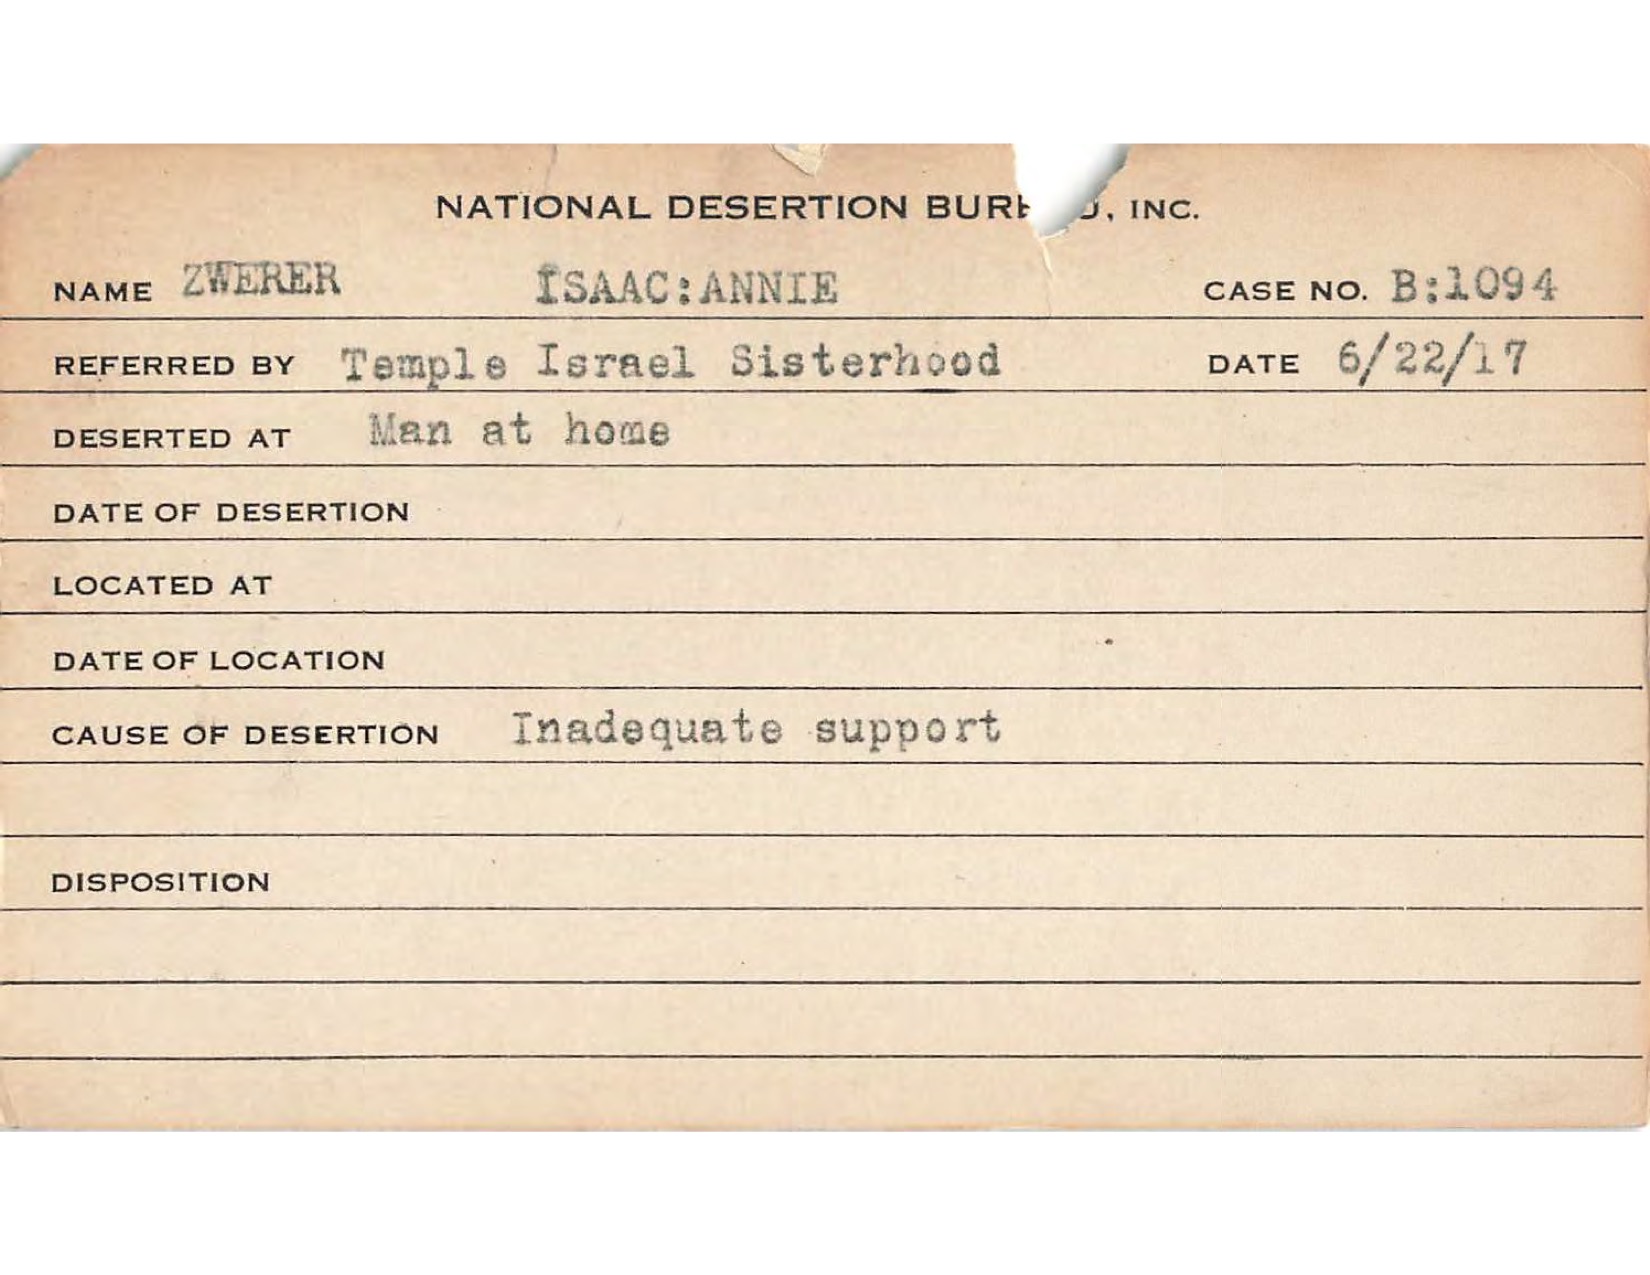 NATIONAL DESERTION BUREAU, INC.
NAME ZWERER ISAAC:ANNIE CASE NO. B:1094
REFERRED BY Temple Israel Sisterhood DATE 6/22/17
DESERTED AT Man at home
DATE OF DESERTION
LOCATED AT
DATE OF LOCATION
CAUSE OF DESERTION Inadequate support
DISPOSITION